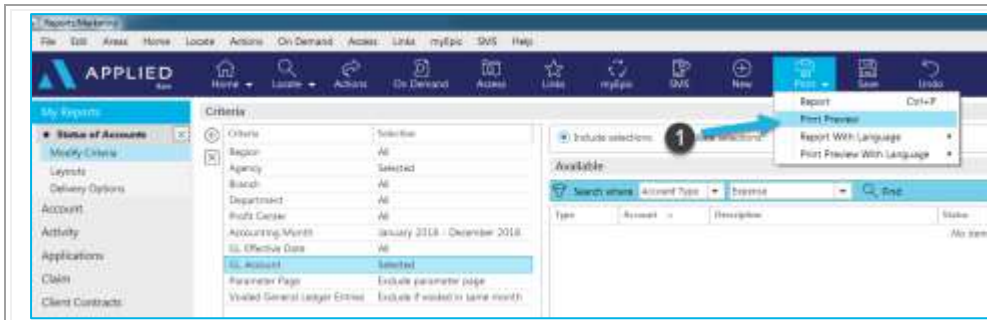 Reports/Marketing
File Edit Areas Home Locate Actions On Demand Access Links myEpic SMS Help
APPLIED
Epic
Home Locate Actions On Demand Access Links myEpic SMS New Print Save Undo
My Reports
Status of Accounts
Modify Criteria
Layouts
Delivery Options
Account
Activity
Applications
Claim
Client Contracts
Criteria
Criteria Selection
Region All
Agency Selected
Branch All
Department All
Profit Center All
Accounting Month January 2018 - December 2018
GL Effective Date All
GL Account Selected
Parameter Page Exclude parameter page
Voided General Ledger Entries Exclude if voided in same month
Include selections selections
1
Report Ctrl+P
Print Preview
Report With Language
Print Preview With Language
Available
Search where Account Type Expense Find
Type Account Description Status
No items